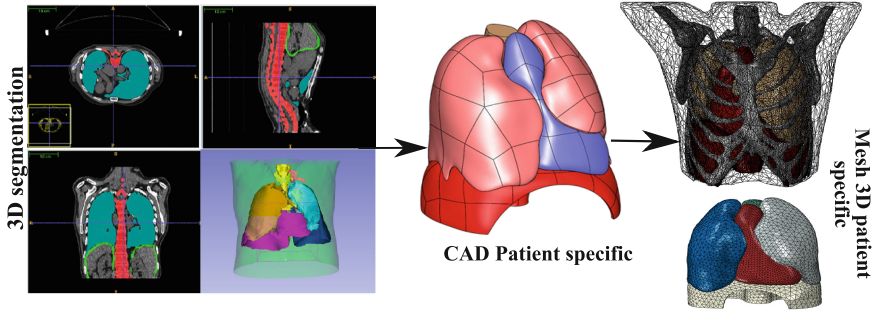 3D segmentation
CAD Patient specific
Mesh 3D patient
specific